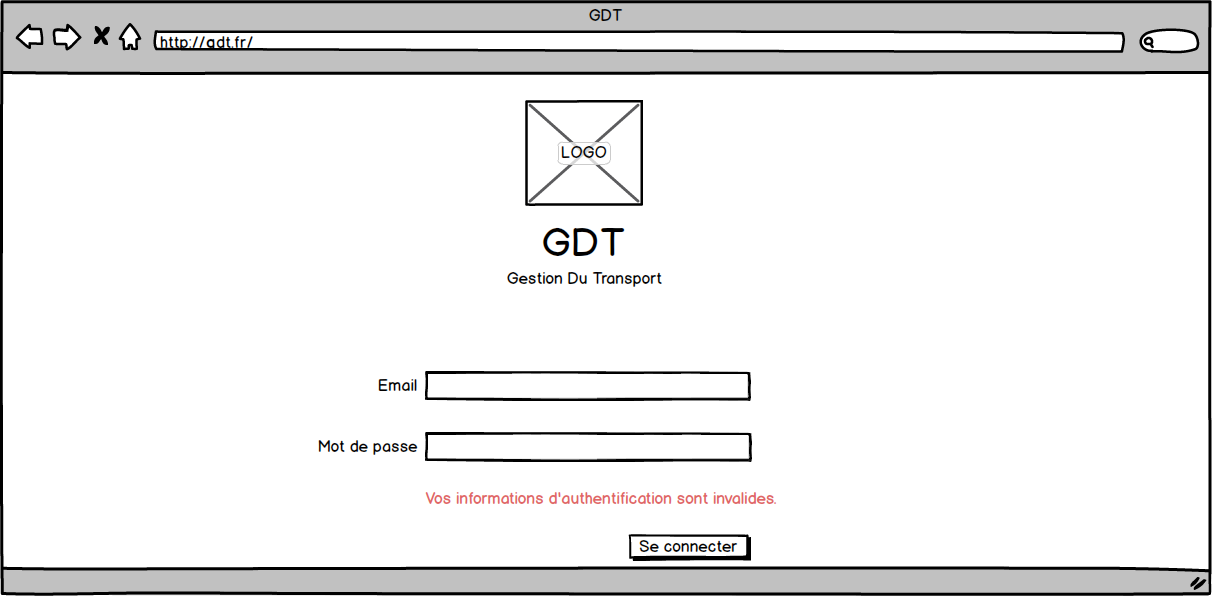 GDT
http://gdt.fr/
LOGO
GDT
Gestion Du Transport
Email
Mot de passe
Vos informations d'authentification sont invalides.
Se connecter